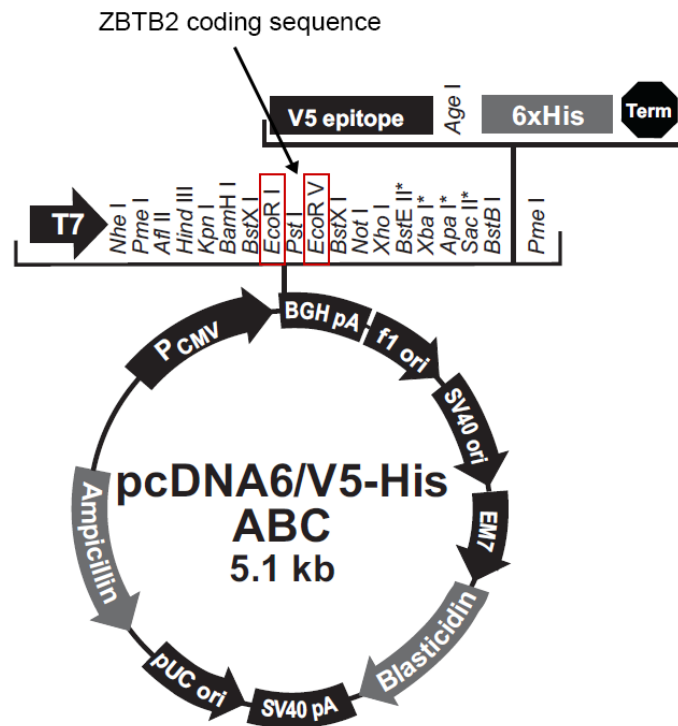 ZBTB2 coding sequence
V5 epitope
Age I
6xHis
Term
T7
Nhe I
Pme I
Afl II
Hind III
Kpn I
BamH I
BstX I
EcoR I
Pst I
EcoR V
BstX I
Not I
Xho I
BstE II*
Xba I*
Apa I*
Sac II*
BstB I
Pme I
PCMV
BGH pA
f1 ori
SV40 ori
EM7
Blasticidin
SV40 pA
pUC ori
Ampicillin
pcDNA6/V5-His
ABC
5.1 kb